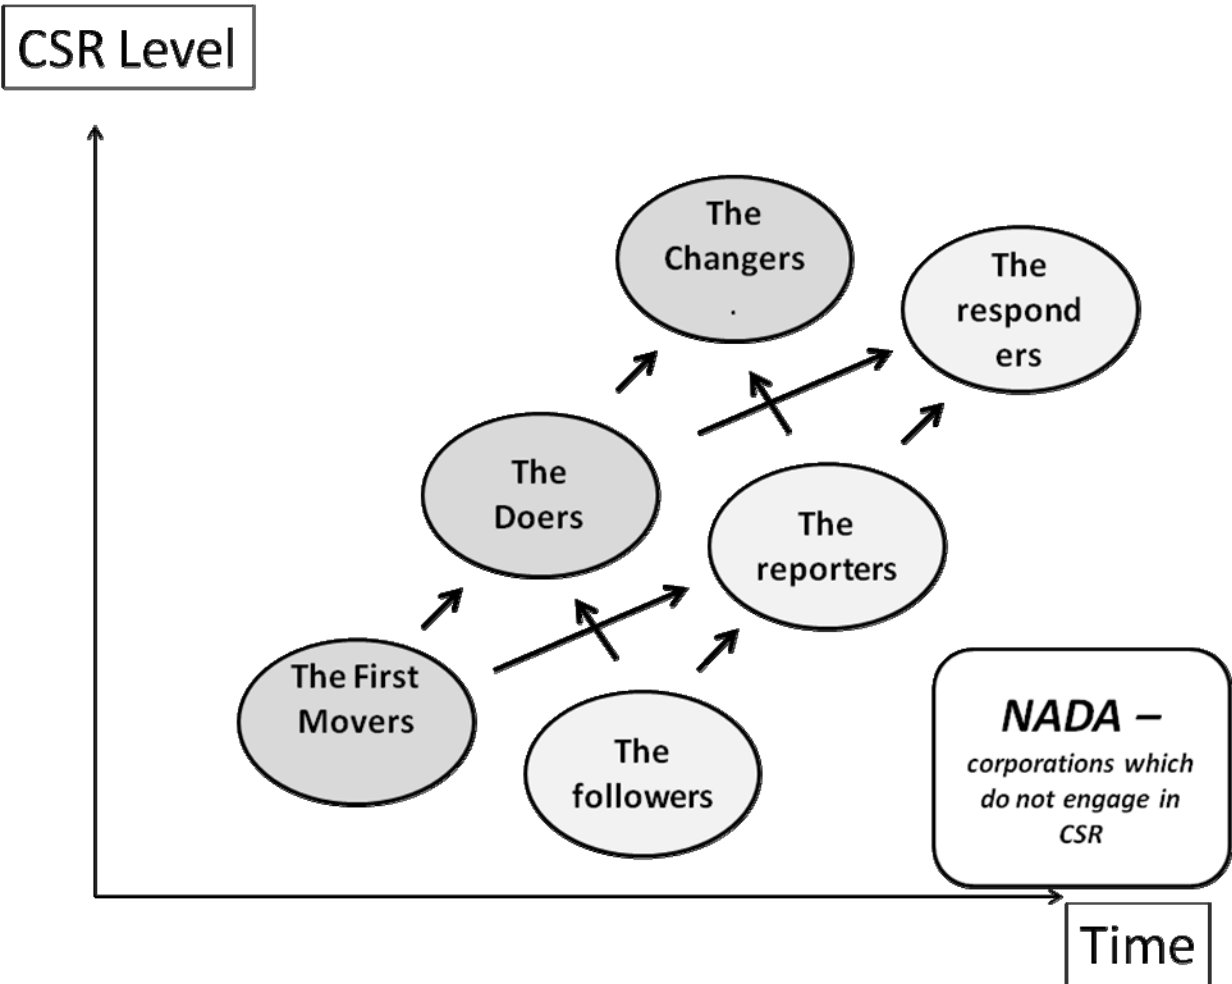 CSR Level
The
Changers
.
The
respond
ers
The
Doers
The
reporters
The First
Movers
The
followers
NADA –
corporations which
do not engage in
CSR
Time